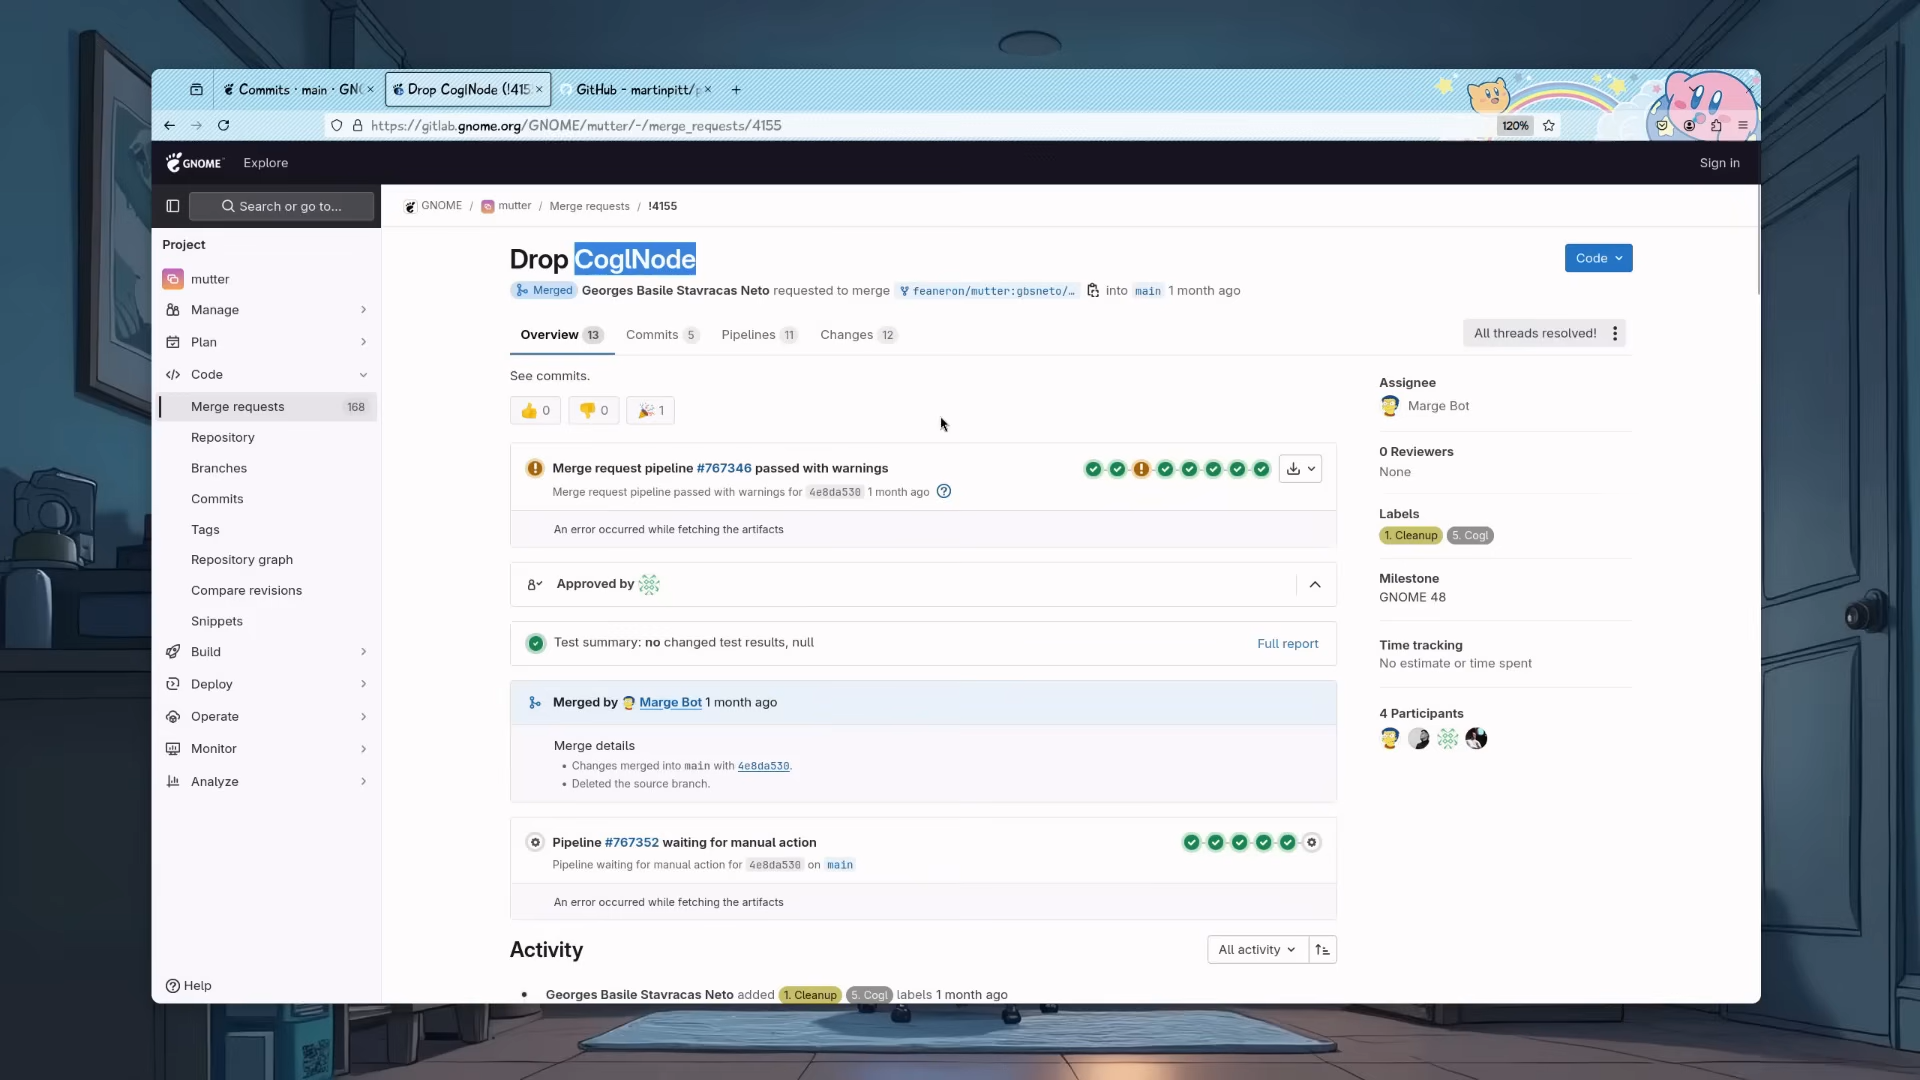 Commits · main · GN
Drop CoglNode (!415
GitHub - martinpitt/p
https://gitlab.gnome.org/GNOME/mutter/-/merge_requests/4155
120%
GNOME
Explore
Sign in
Search or go to...
GNOME / mutter / Merge requests / !4155
Project
mutter
Manage
Plan
Code
Merge requests 168
Repository
Branches
Commits
Tags
Repository graph
Compare revisions
Snippets
Build
Deploy
Operate
Monitor
Analyze
Help
Drop CoglNode
Code
Merged Georges Basile Stavracas Neto requested to merge feaneron/mutter:gbsneto/… into main 1 month ago
Overview 13 Commits 5 Pipelines 11 Changes 12
All threads resolved!
See commits.
0 0 1
Merge request pipeline #767346 passed with warnings
Merge request pipeline passed with warnings for 4e8da530 1 month ago
An error occurred while fetching the artifacts
Approved by
Test summary: no changed test results, null
Full report
Merged by Marge Bot 1 month ago
Merge details
• Changes merged into main with 4e8da530.
• Deleted the source branch.
Pipeline #767352 waiting for manual action
Pipeline waiting for manual action for 4e8da530 on main
An error occurred while fetching the artifacts
Activity
All activity
• Georges Basile Stavracas Neto added 1. Cleanup 5. Cogl labels 1 month ago
Assignee
Marge Bot
0 Reviewers
None
Labels
1. Cleanup 5. Cogl
Milestone
GNOME 48
Time tracking
No estimate or time spent
4 Participants